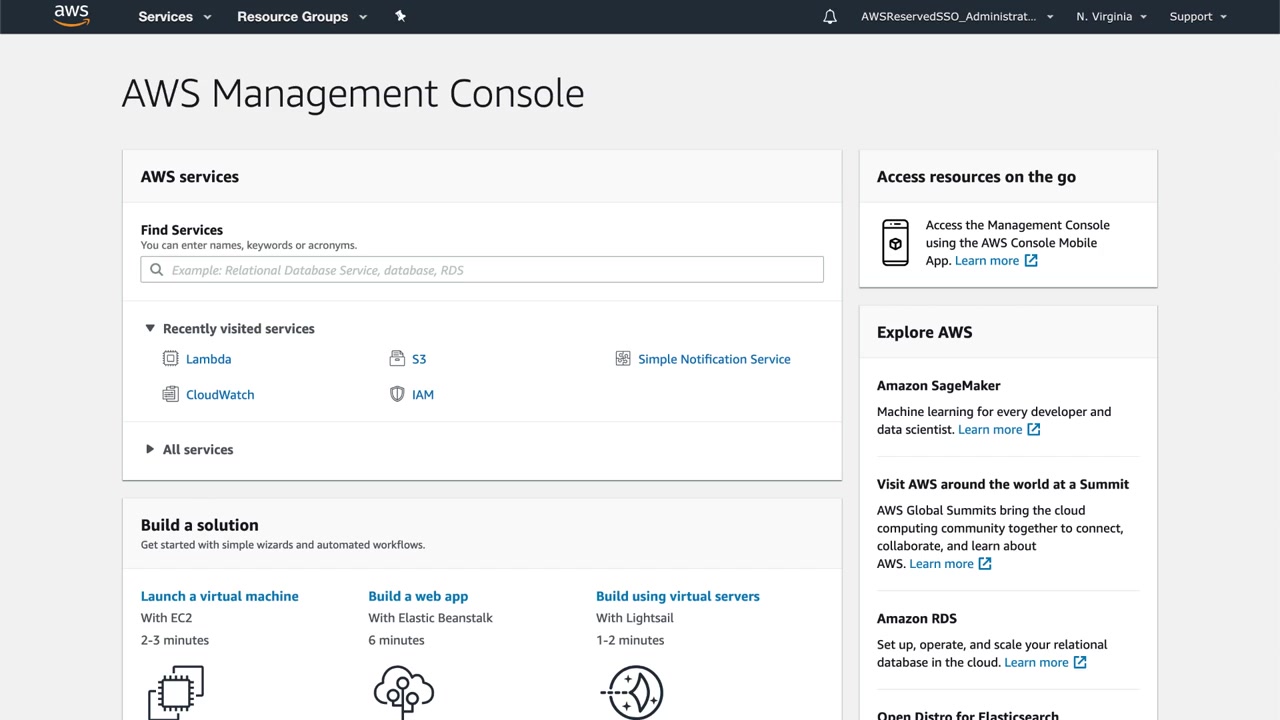 aws
Services
Resource Groups
AWSReservedSSO_Administrat...
N. Virginia
Support
AWS Management Console
AWS services
Find Services
You can enter names, keywords or acronyms.
Example: Relational Database Service, database, RDS
Recently visited services
Lambda
S3
Simple Notification Service
CloudWatch
IAM
All services
Build a solution
Get started with simple wizards and automated workflows.
Launch a virtual machine
With EC2
2-3 minutes
Build a web app
With Elastic Beanstalk
6 minutes
Build using virtual servers
With Lightsail
1-2 minutes
Access resources on the go
Access the Management Console
using the AWS Console Mobile
App. Learn more
Explore AWS
Amazon SageMaker
Machine learning for every developer and
data scientist. Learn more
Visit AWS around the world at a Summit
AWS Global Summits bring the cloud
computing community together to connect,
collaborate, and learn about
AWS. Learn more
Amazon RDS
Set up, operate, and scale your relational
database in the cloud. Learn more
Open Distro for Elasticsearch